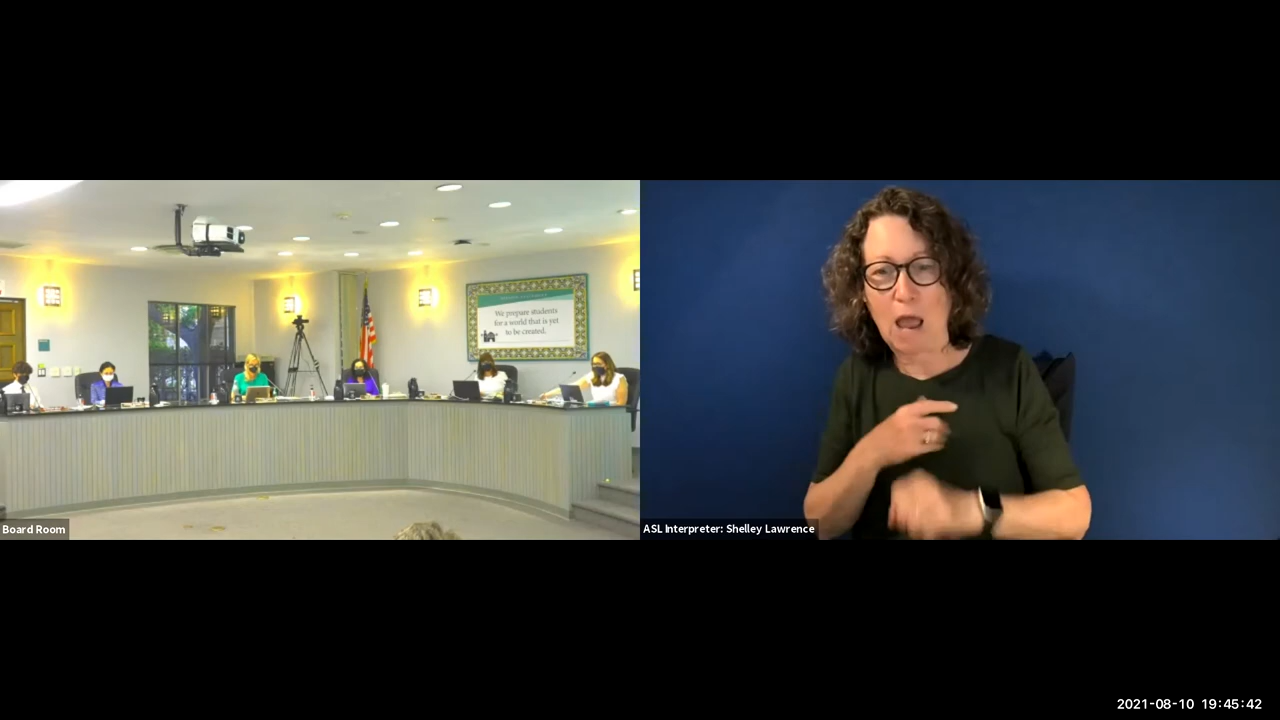 We prepare students
for a world that is yet
to be created.
Board Room
ASL Interpreter: Shelley Lawrence
2021-08-10 19:45:42